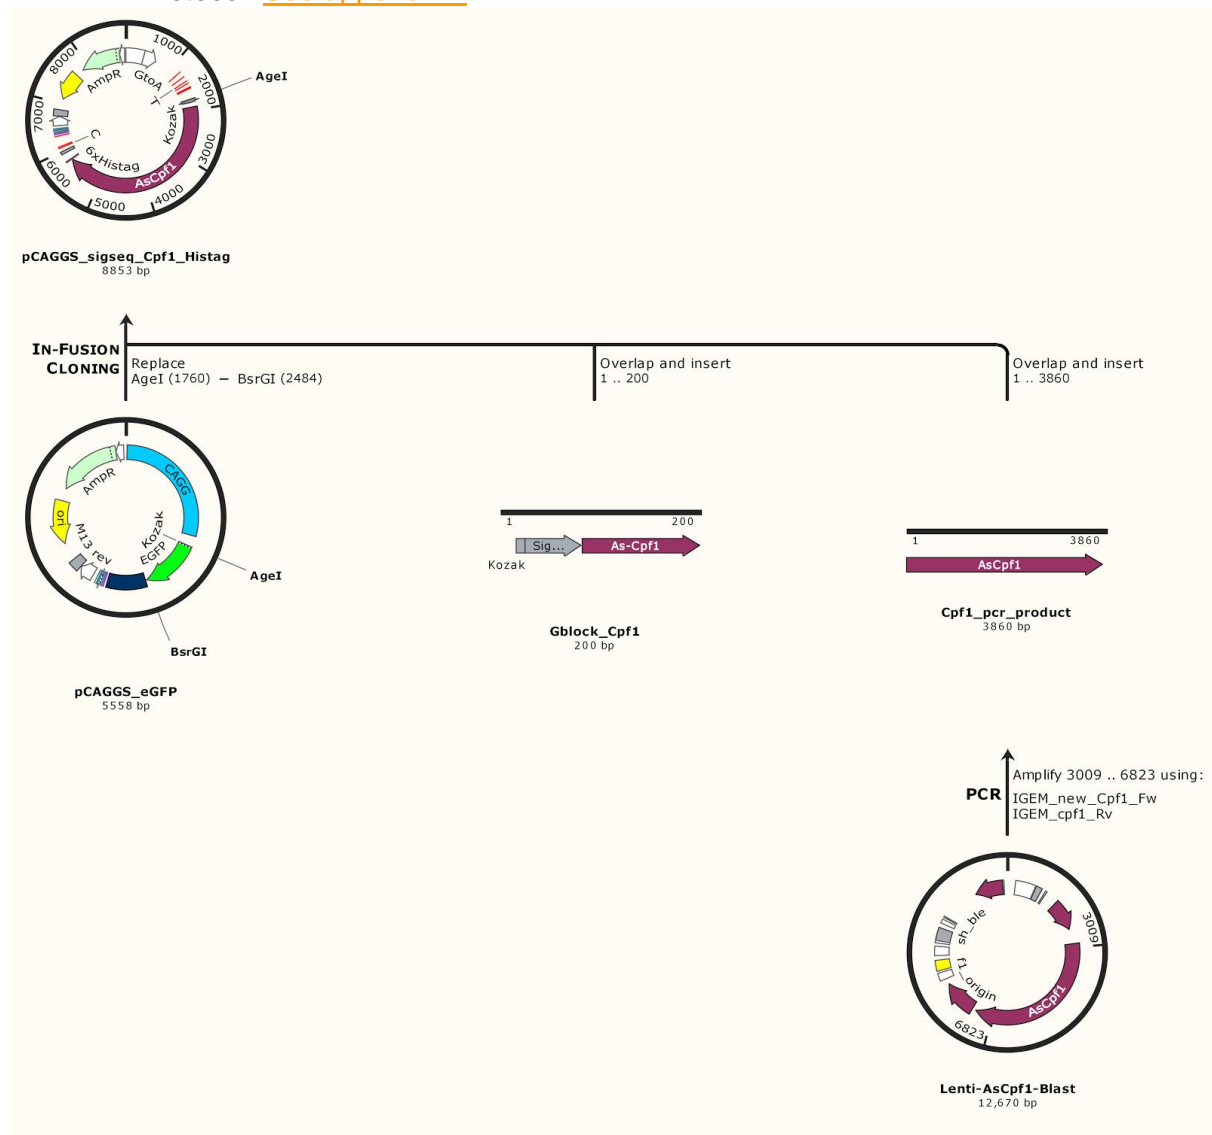 1000
2000
3000
4000
5000
6000
7000
8000
AmpR
GtoA
T
Kozak
AgeI
C
6xHistag
AsCpf1
pCAGGS_sigseq_Cpf1_Histag
8853 bp
IN-FUSION
CLONING
Replace
AgeI (1760) – BsrGI (2484)
Overlap and insert
1 .. 200
Overlap and insert
1 .. 3860
AmpR
CAGG
ori
M13 rev
Kozak
EGFP
AgeI
BsrGI
pCAGGS_eGFP
5558 bp
1 200
Sig... As-Cpf1
Kozak
Gblock_Cpf1
200 bp
1 3860
AsCpf1
Cpf1_pcr_product
3860 bp
PCR
Amplify 3009 .. 6823 using:
IGEM_new_Cpf1_Fw
IGEM_cpf1_Rv
sh_ble
f1_origin
3009
AsCpf1
6823
Lenti-AsCpf1-Blast
12,670 bp